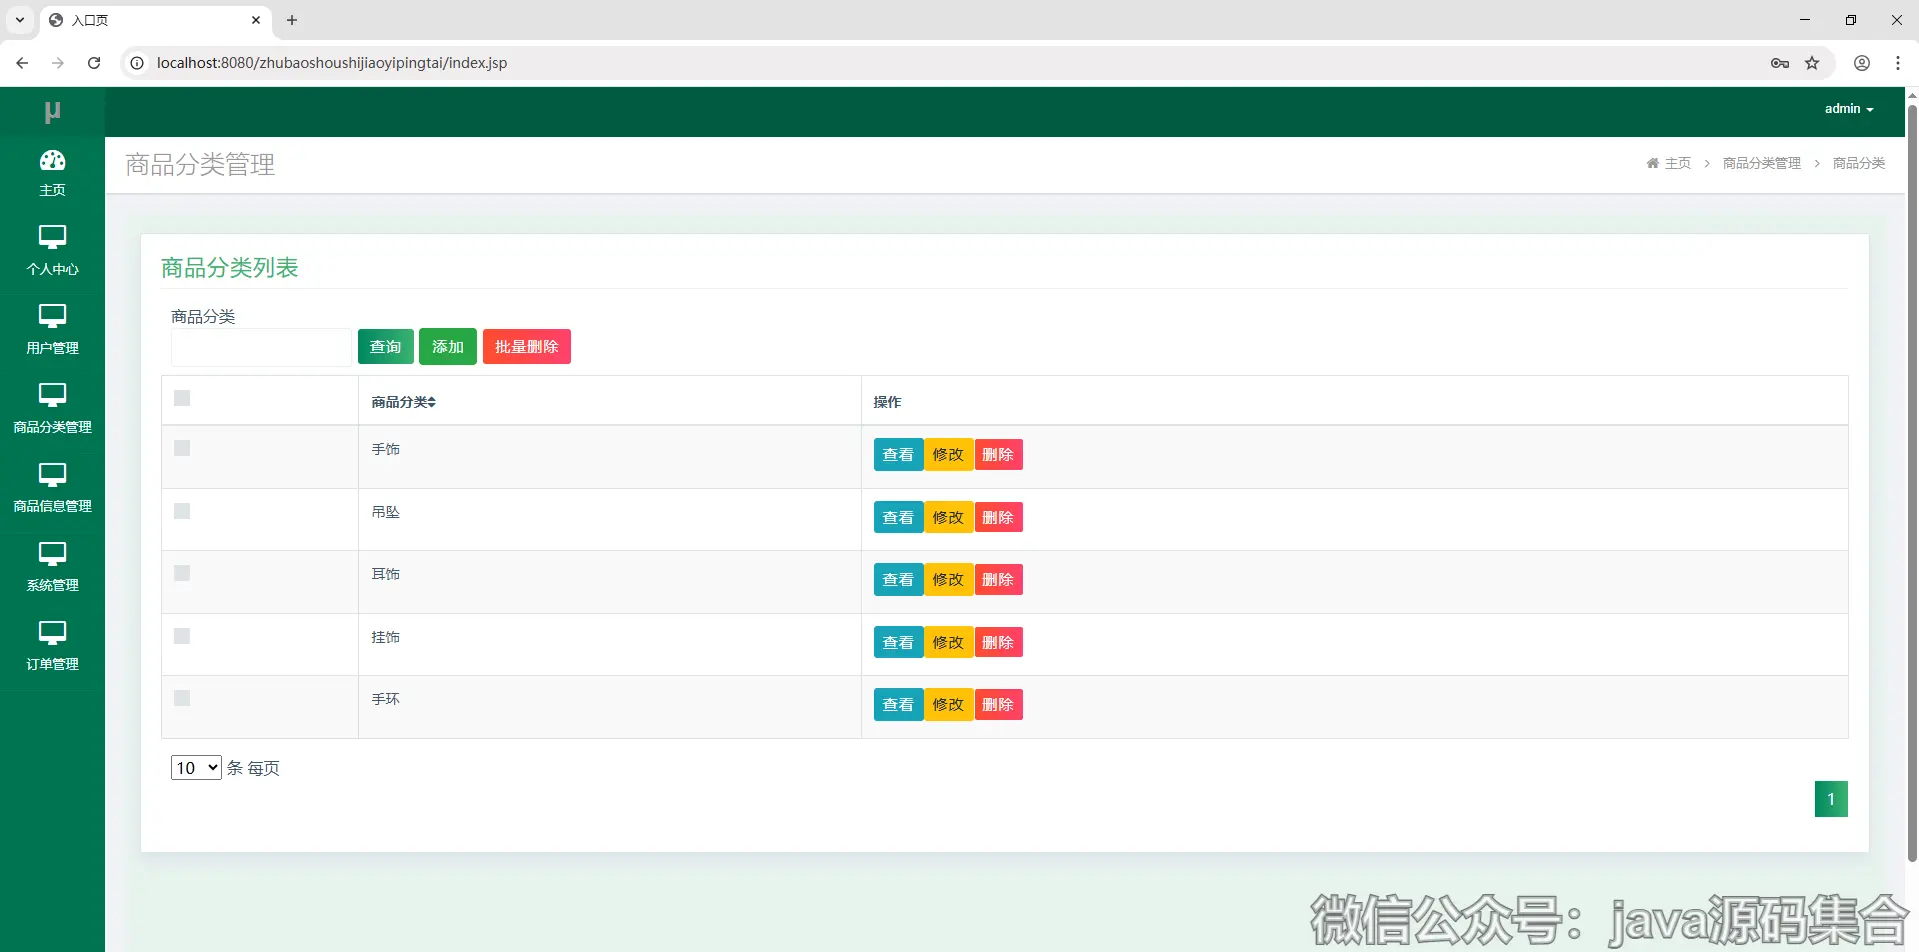 入口页
localhost:8080/zhubaoshoushijiaoyipingtai/index.jsp
μ
admin
商品分类管理
主页 > 商品分类管理 > 商品分类
主页
个人中心
用户管理
商品分类管理
商品信息管理
系统管理
订单管理
商品分类列表
商品分类
查询 添加 批量删除
商品分类 操作
手饰 查看 修改 删除
吊坠 查看 修改 删除
耳饰 查看 修改 删除
挂饰 查看 修改 删除
手环 查看 修改 删除
10 条 每页
1
微信公众号：java源码集合